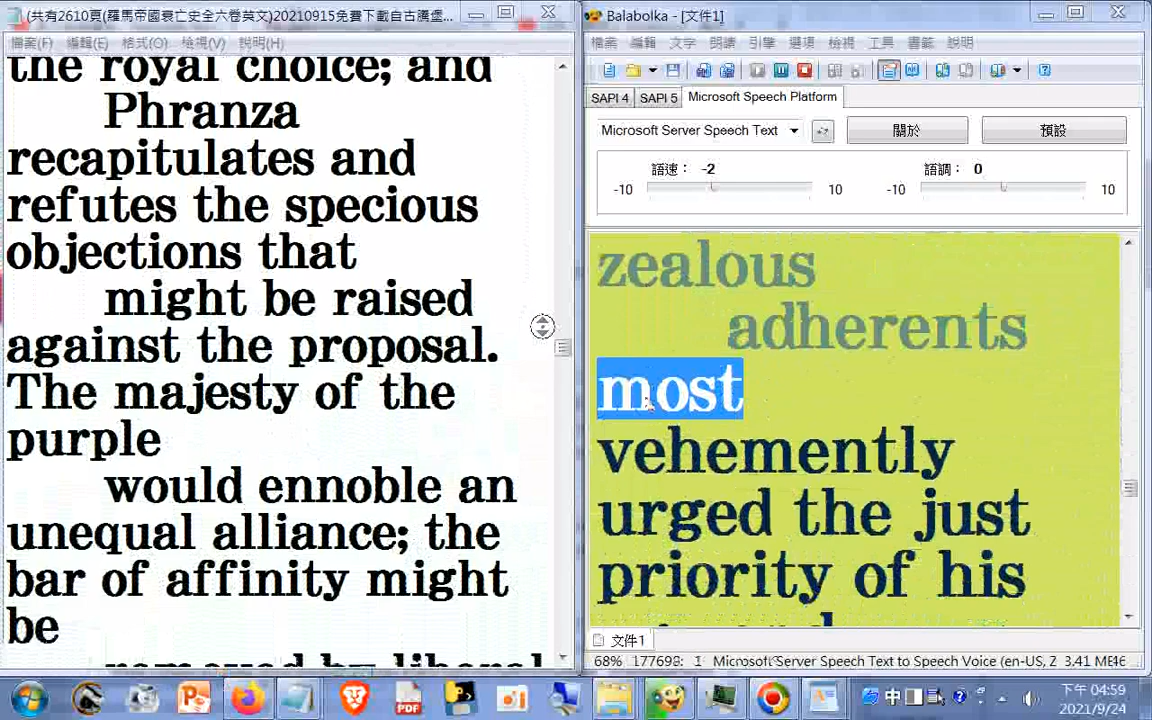 (共有2610頁(羅馬帝國衰亡史全六卷英文)20210915免費下載自古騰堡...
檔案(F) 編輯(E) 格式(O) 檢視(V) 說明(H)
the royal choice; and
Phranza
recapitulates and
refutes the specious
objections that
might be raised
against the proposal.
The majesty of the
purple
would ennoble an
unequal alliance; the
bar of affinity might
be
removed by liberal
Balabolka - [文件1]
檔案 編輯 文字 朗讀 引擎 選項 檢視 工具 書籤 說明
SAPI 4 SAPI 5 Microsoft Speech Platform
Microsoft Server Speech Text 關於 預設
語速： -2 語調： 0
-10 10 -10 10
zealous
adherents
most
vehemently
urged the just
priority of his
文件1
68% 177698: 1 Microsoft Server Speech Text to Speech Voice (en-US, Z 3,41 ME46
中 下午 04:59
2021/9/24